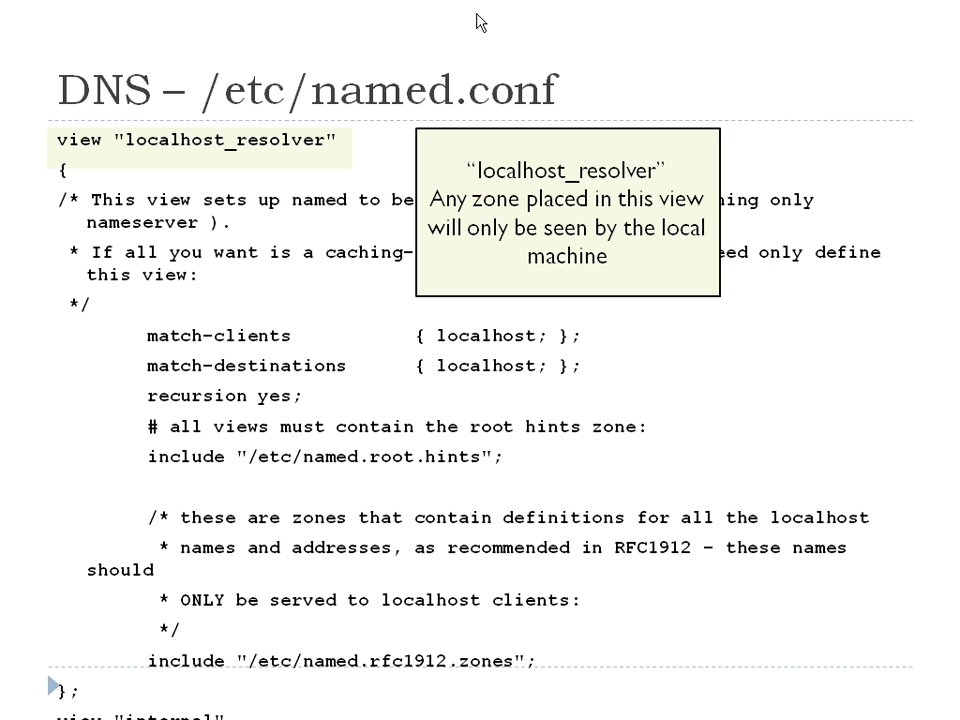 DNS – /etc/named.conf
view "localhost_resolver"
{
/* This view sets up named to be
ning only
nameserver ).
* If all you want is a caching-
eed only define
this view:
*/
“localhost_resolver”
Any zone placed in this view
will only be seen by the local
machine
match-clients { localhost; };
match-destinations { localhost; };
recursion yes;
# all views must contain the root hints zone:
include "/etc/named.root.hints";
/* these are zones that contain definitions for all the localhost
* names and addresses, as recommended in RFC1912 - these names
should
* ONLY be served to localhost clients:
*/
include "/etc/named.rfc1912.zones";
};
view "internal"